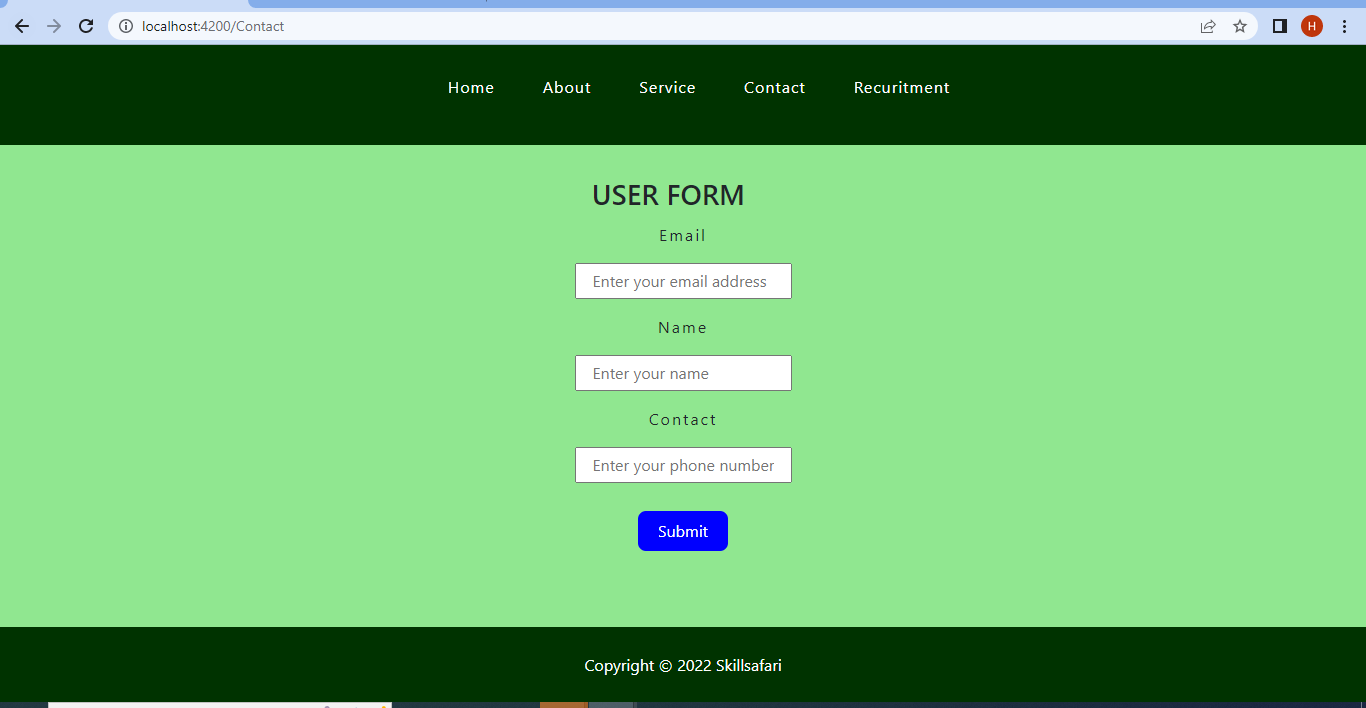 localhost:4200/Contact
H
Home About Service Contact Recuritment
USER FORM
Email
Enter your email address
Name
Enter your name
Contact
Enter your phone number
Submit
Copyright © 2022 Skillsafari